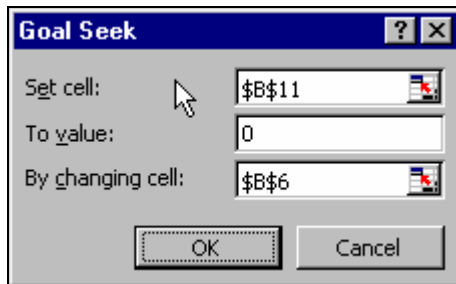 Goal Seek
Set cell: $B$11
To value: 0
By changing cell: $B$6
OK Cancel